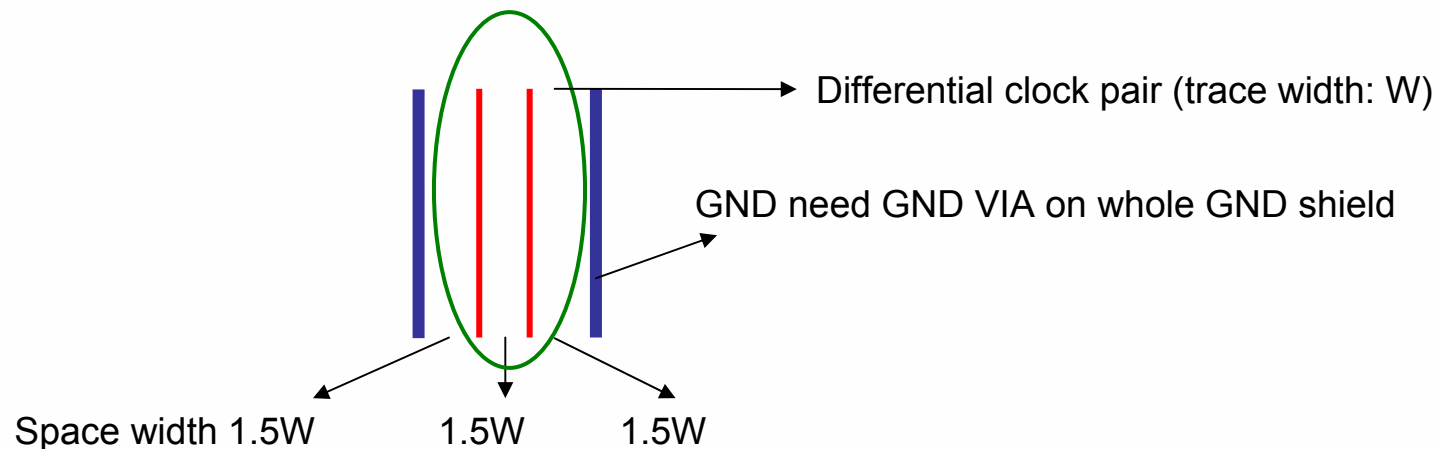 Differential clock pair (trace width: W)
GND need GND VIA on whole GND shield
Space width 1.5W 1.5W 1.5W